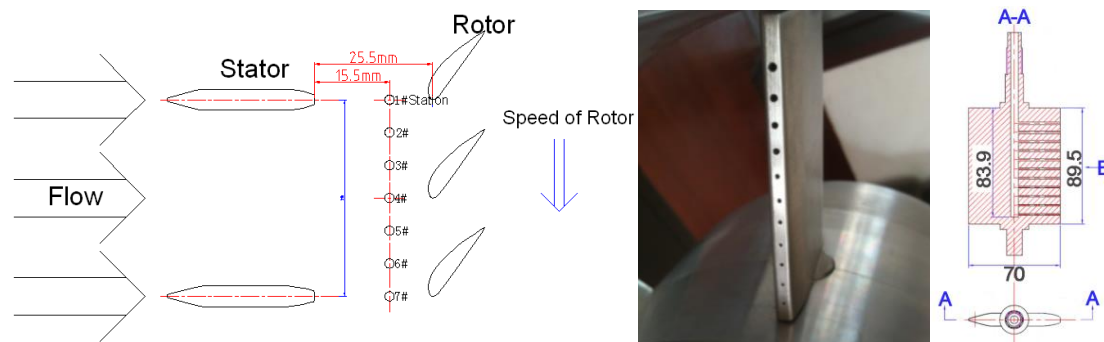 Rotor
25.5mm
Stator
15.5mm
1#Station
Speed of Rotor
2#
3#
Flow
4#
5#
6#
7#
A-A
83.9
89.5
70
A
A